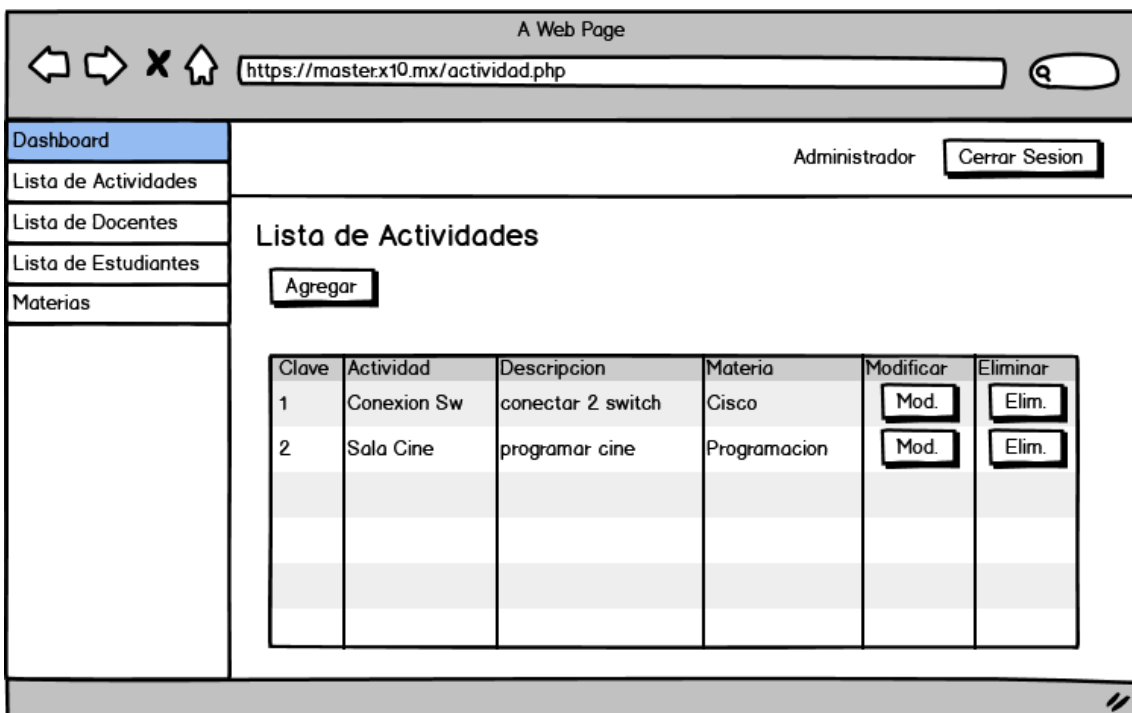 A Web Page
https://master.x10.mx/actividad.php
Dashboard
Lista de Actividades
Lista de Docentes
Lista de Estudiantes
Materias
Administrador Cerrar Sesion
Lista de Actividades
Agregar
Clave Actividad Descripcion Materia Modificar Eliminar
1 Conexion Sw conectar 2 switch Cisco Mod. Elim.
2 Sala Cine programar cine Programacion Mod. Elim.